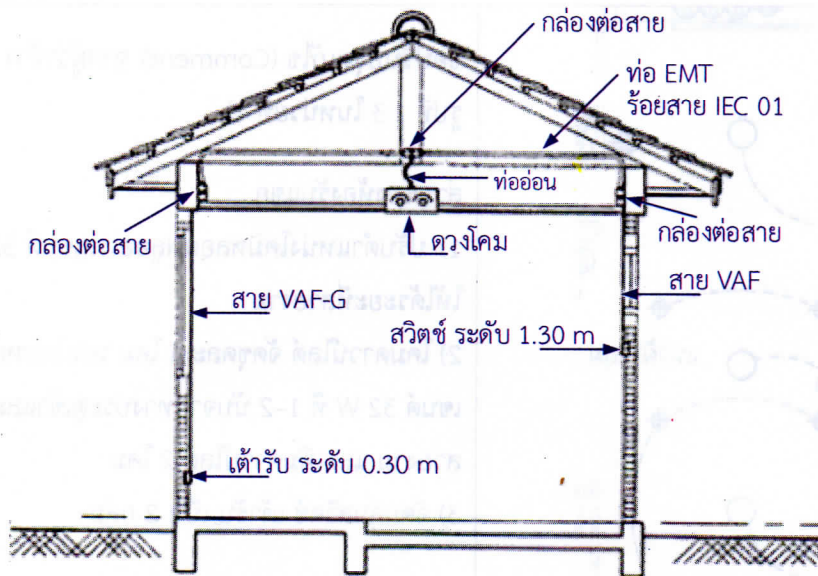 กล่องต่อสาย
ท่อ EMT
ร้อยสาย IEC 01
ท่ออ่อน
กล่องต่อสาย
ดวงโคม
กล่องต่อสาย
สาย VAF-G
สาย VAF
สวิตช์ ระดับ 1.30 m
เต้ารับ ระดับ 0.30 m